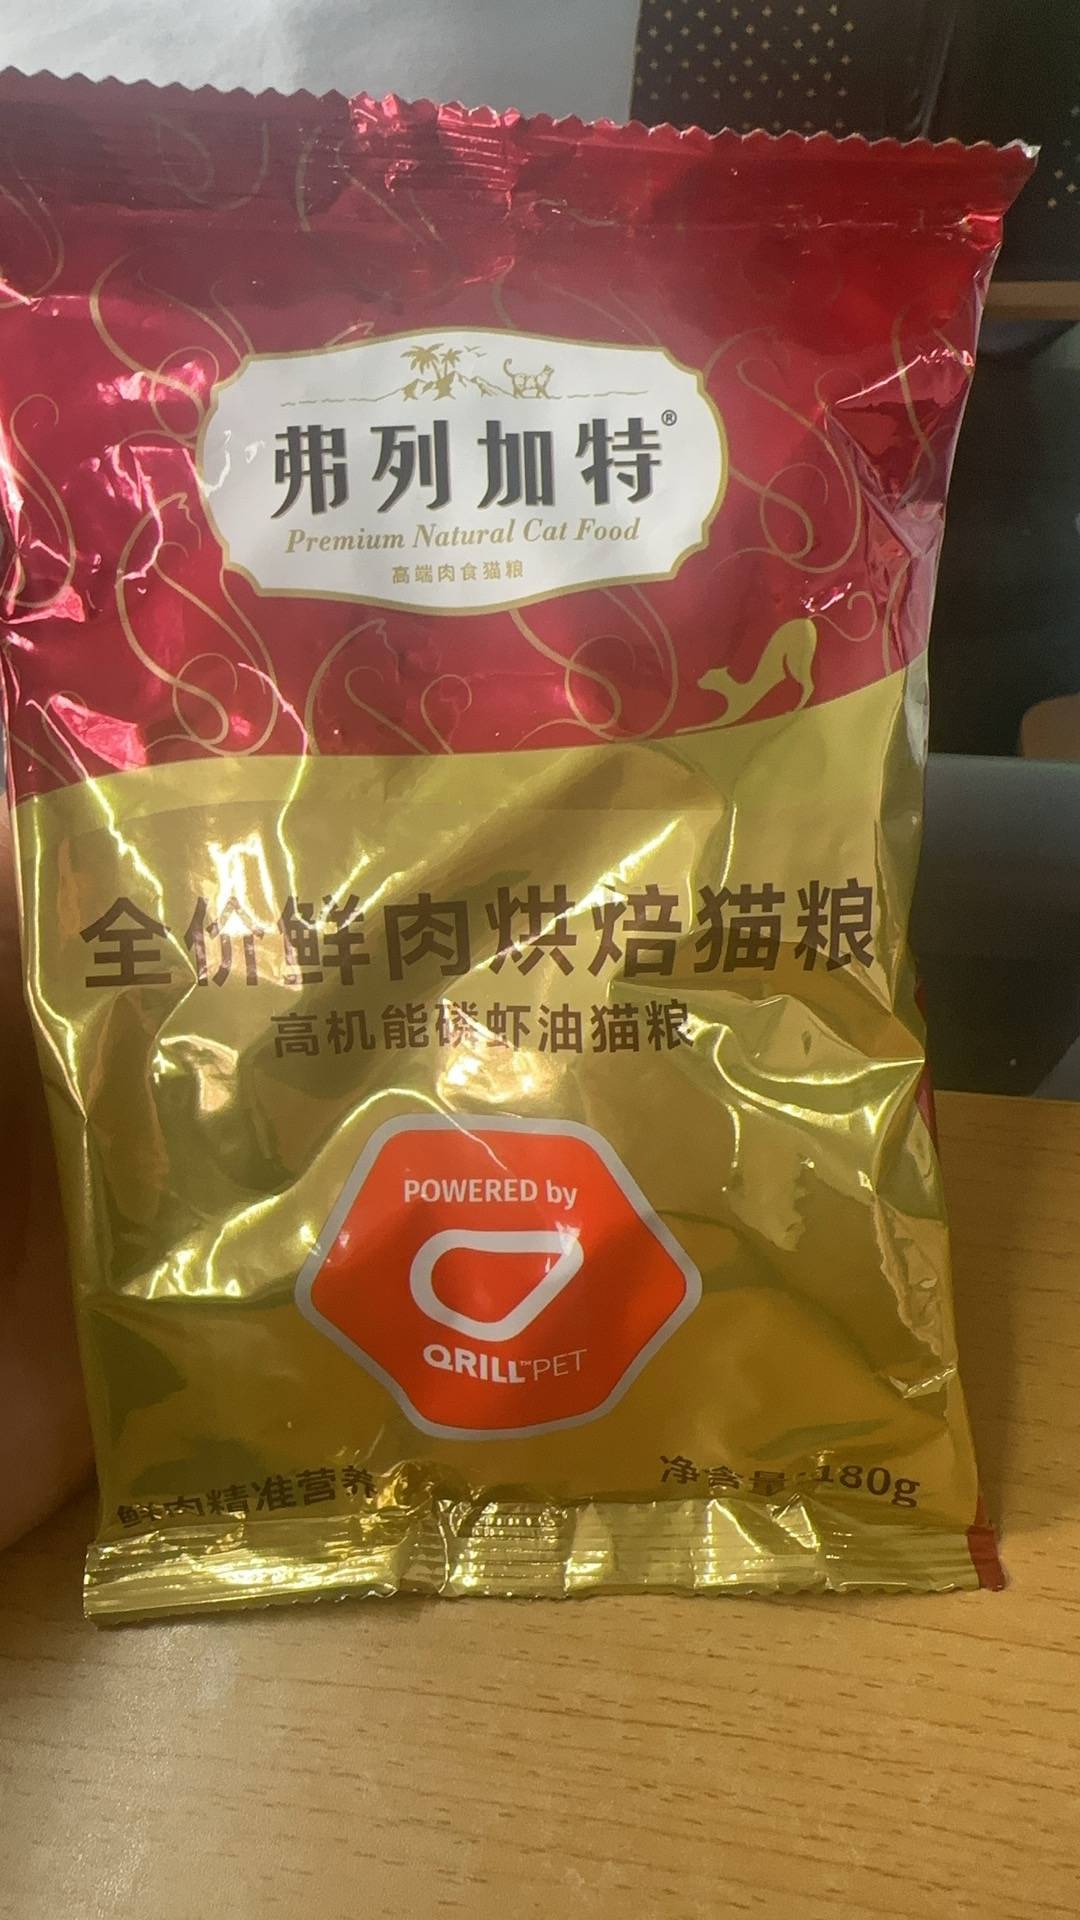 弗列加特®
Premium Natural Cat Food
高端肉食猫粮
全价鲜肉烘焙猫粮
高机能磷虾油猫粮
POWERED by
QRILL™PET
鲜肉精准营养
净含量:180g